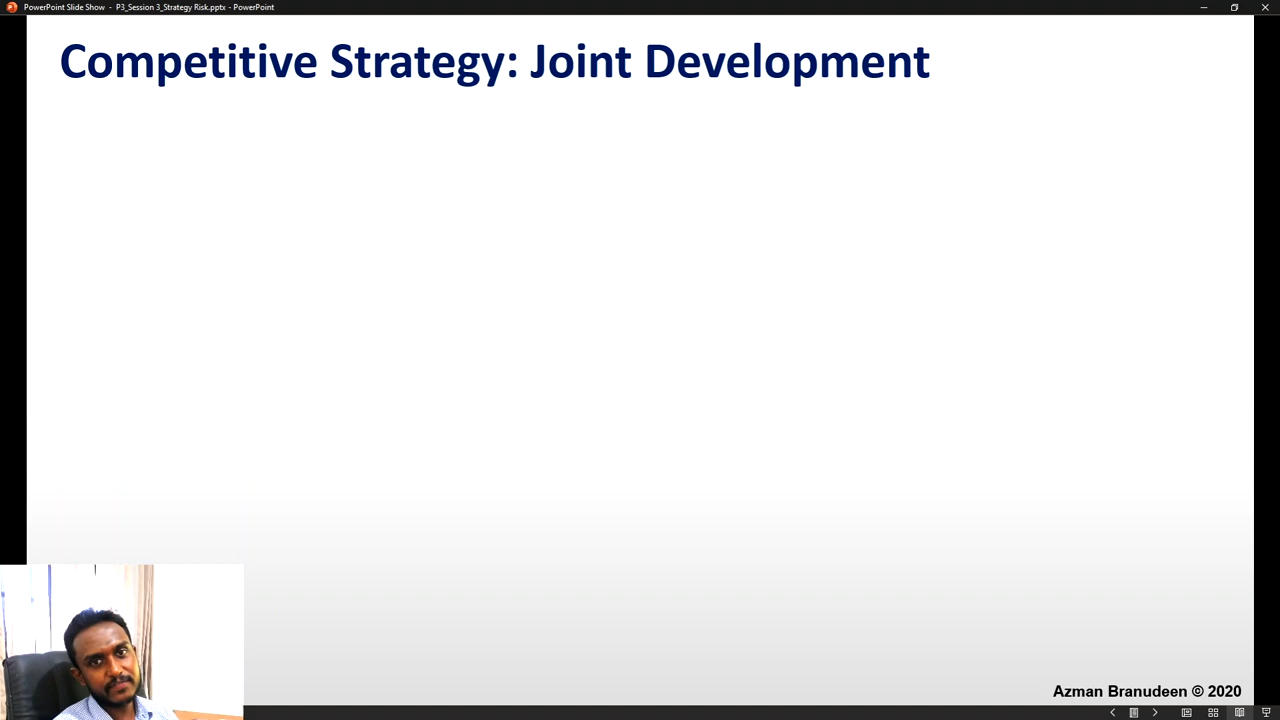 PowerPoint Slide Show - P3_Session 3_Strategy Risk.pptx - PowerPoint
Competitive Strategy: Joint Development
Azman Branudeen © 2020